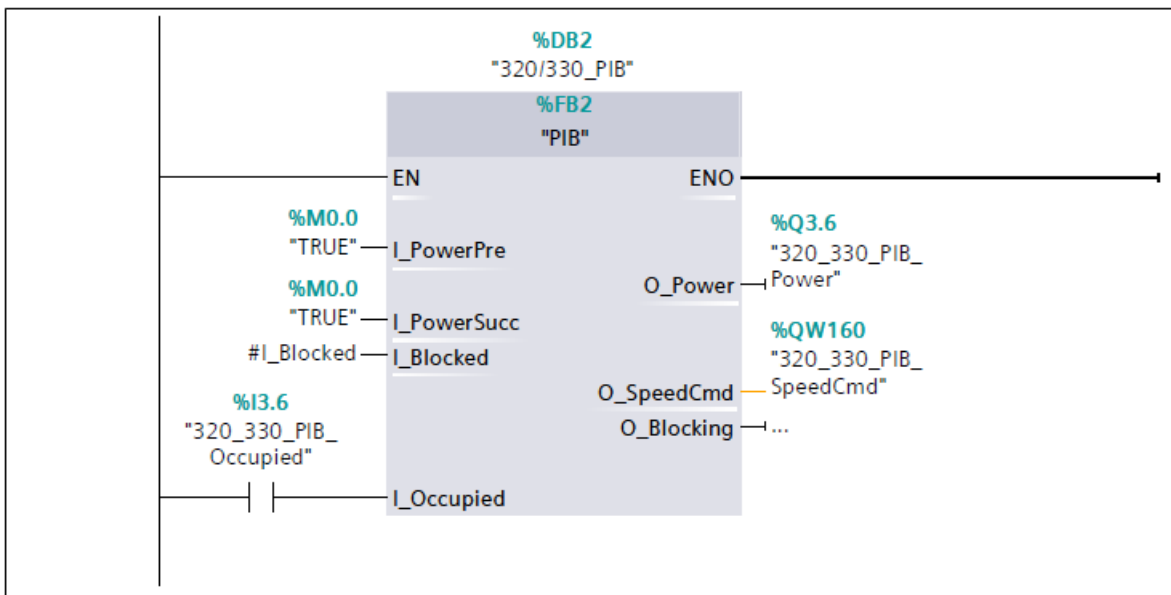 %DB2
"320/330_PIB"
%FB2
"PIB"
EN
ENO
%M0.0
"TRUE"
I_PowerPre
%Q3.6
"320_330_PIB_
Power"
O_Power
%M0.0
"TRUE"
I_PowerSucc
#I_Blocked
I_Blocked
%QW160
"320_330_PIB_
SpeedCmd"
O_SpeedCmd
O_Blocking
...
%I3.6
"320_330_PIB_
Occupied"
I_Occupied